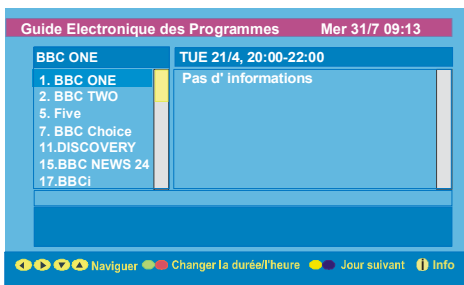 Guide Electronique des Programmes Mer 31/7 09:13
BBC ONE TUE 21/4, 20:00-22:00
1. BBC ONE Pas d' informations
2. BBC TWO
5. Five
7. BBC Choice
11.DISCOVERY
15.BBC NEWS 24
17.BBCi
Naviguer Changer la durée/l'heure Jour suivant i Info